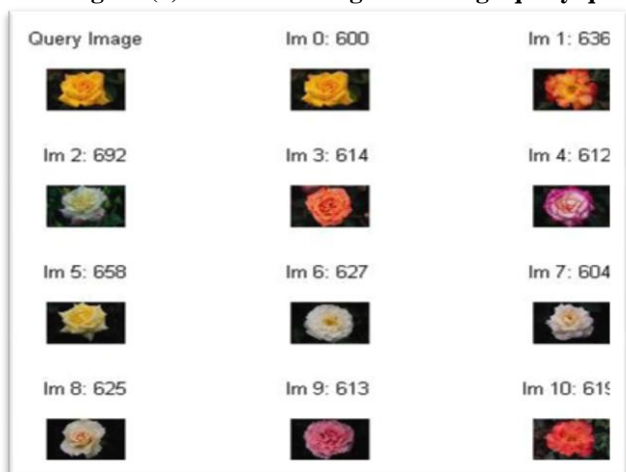 Query Image Im 0: 600 Im 1: 636
Im 2: 692 Im 3: 614 Im 4: 612
Im 5: 658 Im 6: 627 Im 7: 604
Im 8: 625 Im 9: 613 Im 10: